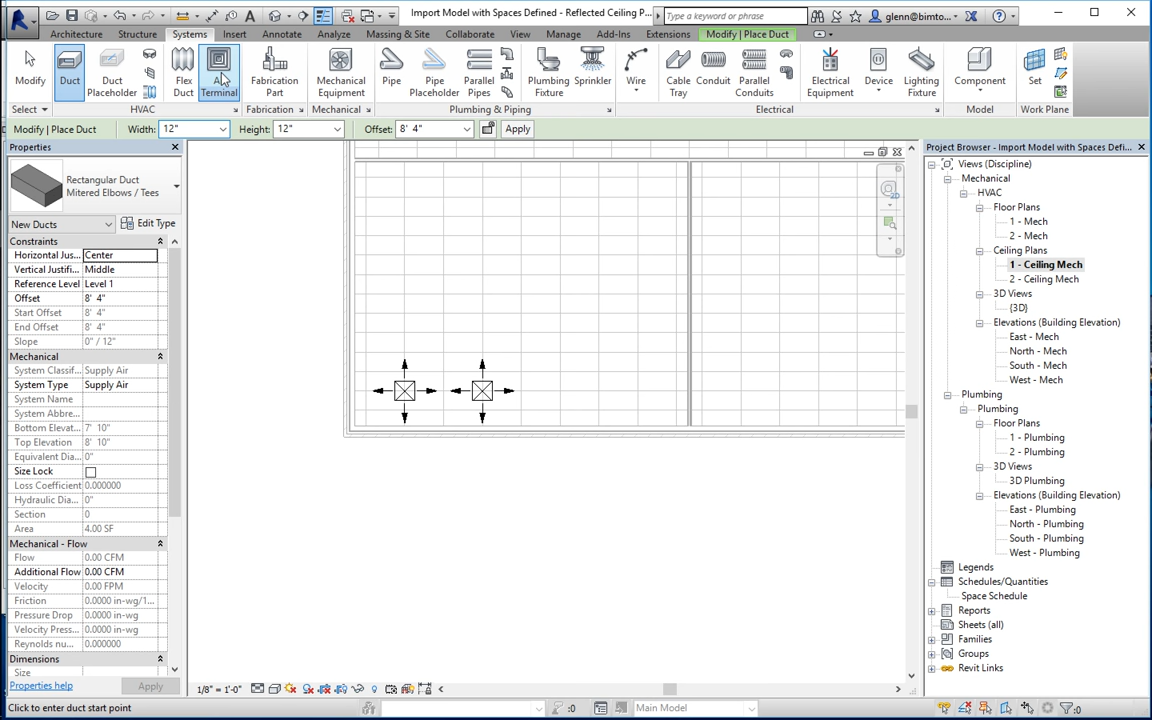 Import Model with Spaces Defined - Reflected Ceiling P...
Type a keyword or phrase
glenn@bimto...
Architecture Structure Systems Insert Annotate Analyze Massing & Site Collaborate View Manage Add-Ins Extensions Modify | Place Duct
Modify
Duct
Duct Placeholder
Flex Duct
Terminal
Fabrication Part
Mechanical Equipment
Pipe
Pipe Placeholder
Parallel Pipes
Plumbing Fixture
Sprinkler
Wire
Cable Tray
Conduit
Parallel Conduits
Electrical Equipment
Device
Lighting Fixture
Component
Set
Select HVAC Fabrication Mechanical Plumbing & Piping Electrical Model Work Plane
Modify | Place Duct Width: 12" Height: 12" Offset: 8' 4" Apply
Properties
Rectangular Duct
Mitered Elbows / Tees
New Ducts Edit Type
Constraints
Horizontal Jus... Center
Vertical Justifi... Middle
Reference Level Level 1
Offset 8' 4"
Start Offset 8' 4"
End Offset 8' 4"
Slope 0" / 12"
Mechanical
System Classif... Supply Air
System Type Supply Air
System Name
System Abbre...
Bottom Elevat... 7' 10"
Top Elevation 8' 10"
Equivalent Dia... 0"
Size Lock
Loss Coefficient 0.000000
Hydraulic Dia... 0"
Section 0
Area 4.00 SF
Mechanical - Flow
Flow 0.00 CFM
Additional Flow 0.00 CFM
Velocity 0.00 FPM
Friction 0.0000 in-wg/1...
Pressure Drop 0.0000 in-wg
Velocity Press... 0.0000 in-wg
Reynolds nu... 0.000000
Dimensions
Size
Properties help Apply
Project Browser - Import Model with Spaces Defi...
Views (Discipline)
Mechanical
HVAC
Floor Plans
1 - Mech
2 - Mech
Ceiling Plans
1 - Ceiling Mech
2 - Ceiling Mech
3D Views
{3D}
Elevations (Building Elevation)
East - Mech
North - Mech
South - Mech
West - Mech
Plumbing
Plumbing
Floor Plans
1 - Plumbing
2 - Plumbing
3D Views
3D Plumbing
Elevations (Building Elevation)
East - Plumbing
North - Plumbing
South - Plumbing
West - Plumbing
Legends
Schedules/Quantities
Space Schedule
Reports
Sheets (all)
Families
Groups
Revit Links
1/8" = 1'-0"
Click to enter duct start point
:0
Main Model
:0